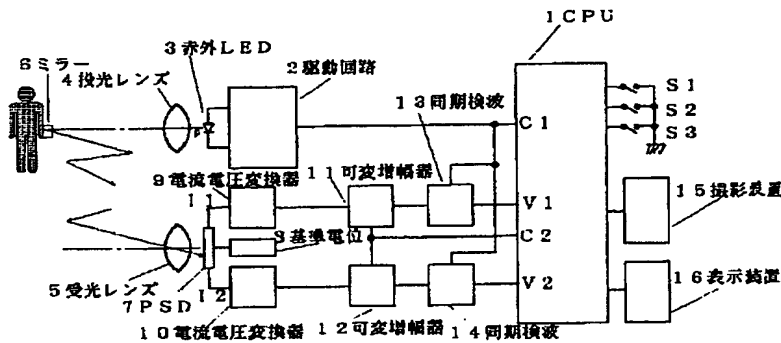 1CPU
3赤外LED
6ミラー
4投光レンズ
2駆動回路
13同期検波
S1
S2
S3
C1
9電流電圧変換器
11可変増幅器
I1
V1
15撮影装置
8基準電位
C2
5受光レンズ
I2
V2
16表示装置
7PSD
10電流電圧変換器
12可変増幅器
14同期検波